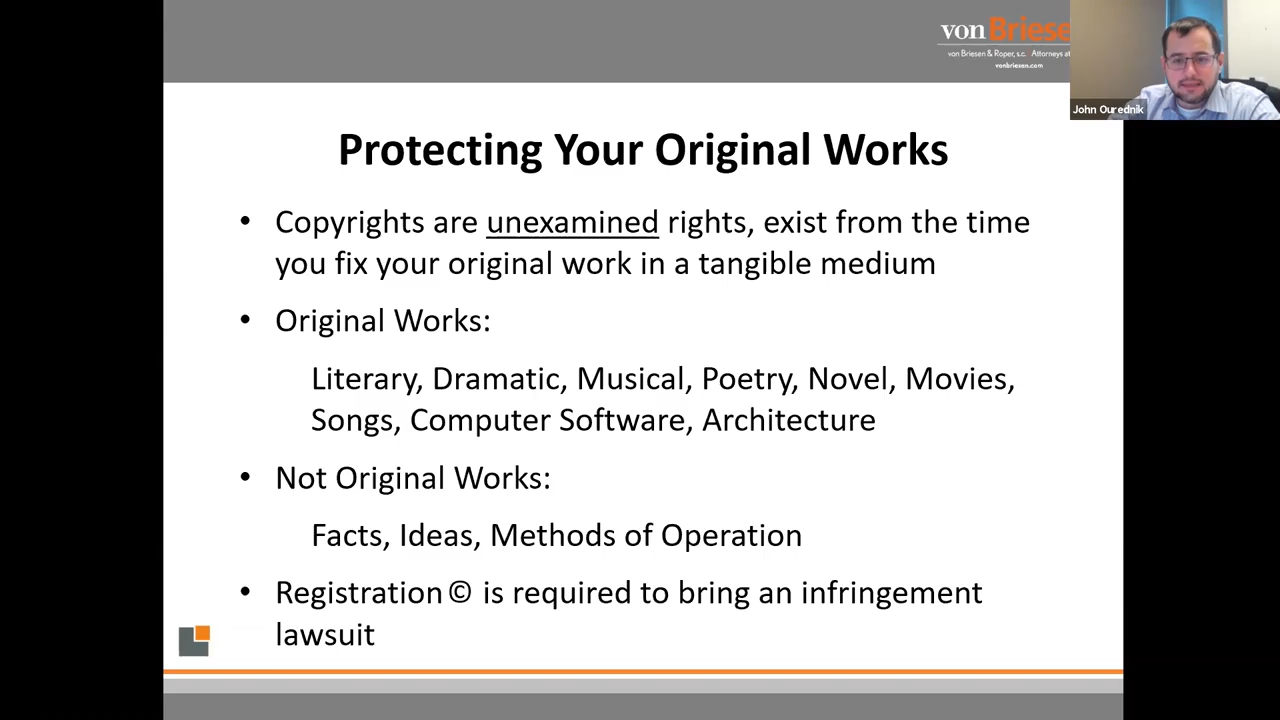 von Briese
von Briesen & Roper, s.c. Attorneys at
vonbriesen.com
John Ourednik
Protecting Your Original Works
• Copyrights are unexamined rights, exist from the time
you fix your original work in a tangible medium
• Original Works:
Literary, Dramatic, Musical, Poetry, Novel, Movies,
Songs, Computer Software, Architecture
• Not Original Works:
Facts, Ideas, Methods of Operation
• Registration © is required to bring an infringement
lawsuit